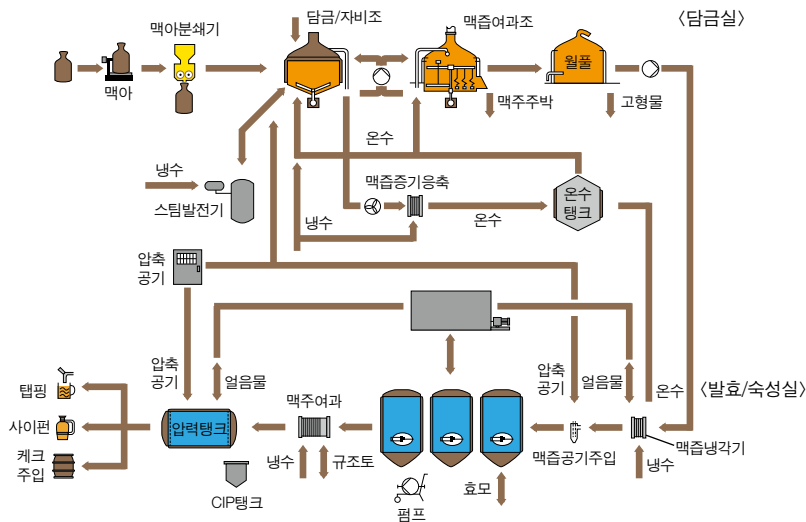 담금/자비조
맥즙여과조
〈담금실〉
맥아분쇄기
월풀
맥아
맥주주박
고형물
온수
냉수
맥즙증기응축
스팀발전기
냉수
온수
온수
탱크
압축
공기
압축
공기
얼음물
압축
공기
얼음물
온수
〈발효/숙성실〉
탭핑
맥주여과
사이펀
압력탱크
맥즙냉각기
케크
주입
냉수
규조토
맥즙공기주입
냉수
CIP탱크
펌프
효모